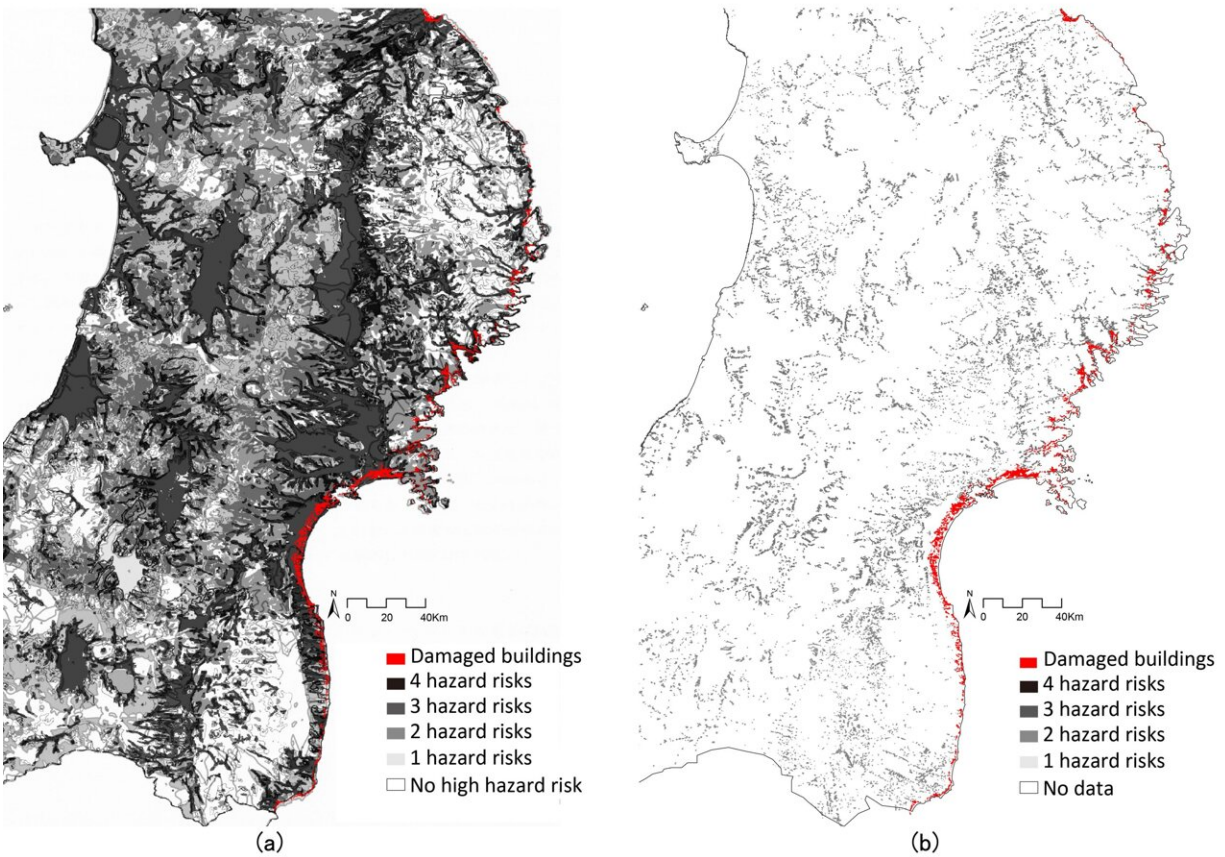 N
0 20 40Km
Damaged buildings
4 hazard risks
3 hazard risks
2 hazard risks
1 hazard risks
No high hazard risk
(a)
N
0 20 40Km
Damaged buildings
4 hazard risks
3 hazard risks
2 hazard risks
1 hazard risks
No data
(b)